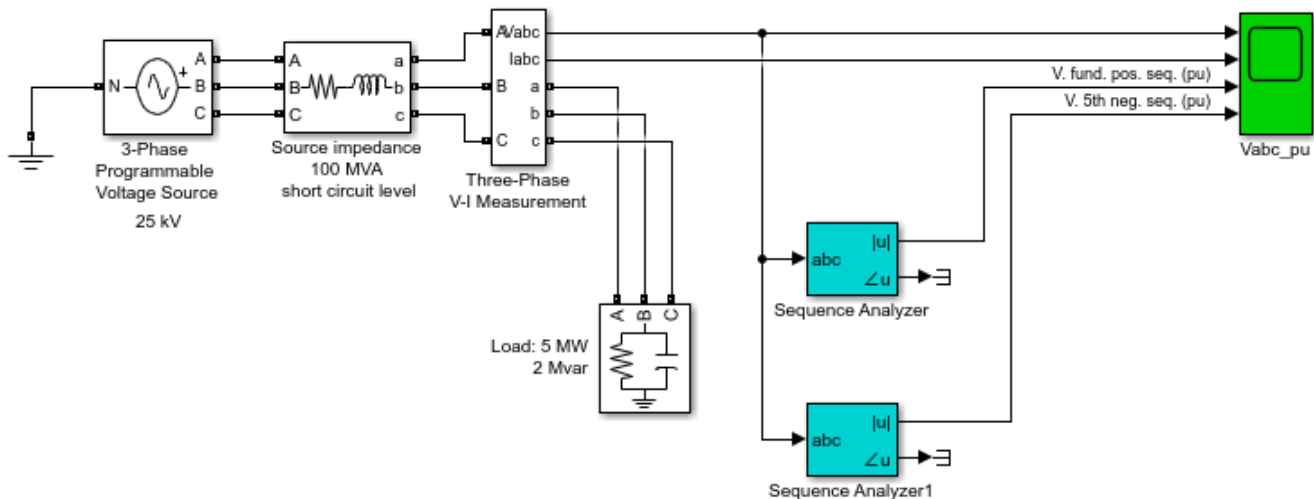 N
A
B
C
3-Phase
Programmable
Voltage Source
25 kV
A
B
C
a
b
c
Source impedance
100 MVA
short circuit level
A
B
C
Vabc
Iabc
a
b
c
Three-Phase
V-I Measurement
V. fund. pos. seq. (pu)
V. 5th neg. seq. (pu)
Vabc_pu
abc
|u|
∠u
Sequence Analyzer
A
B
C
Load: 5 MW
2 Mvar
abc
|u|
∠u
Sequence Analyzer1